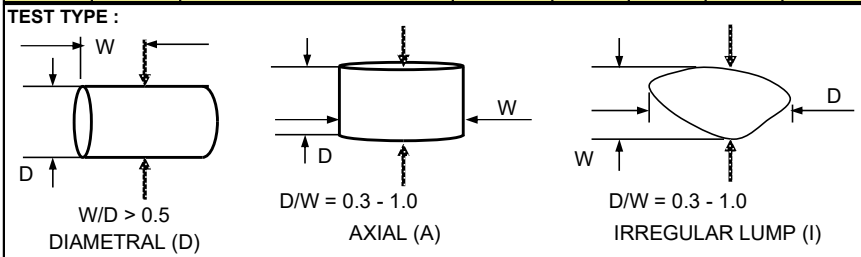 TEST TYPE :
W
D
W/D > 0.5
DIAMETRAL (D)
W
D
D/W = 0.3 - 1.0
AXIAL (A)
D
W
D/W = 0.3 - 1.0
IRREGULAR LUMP (I)